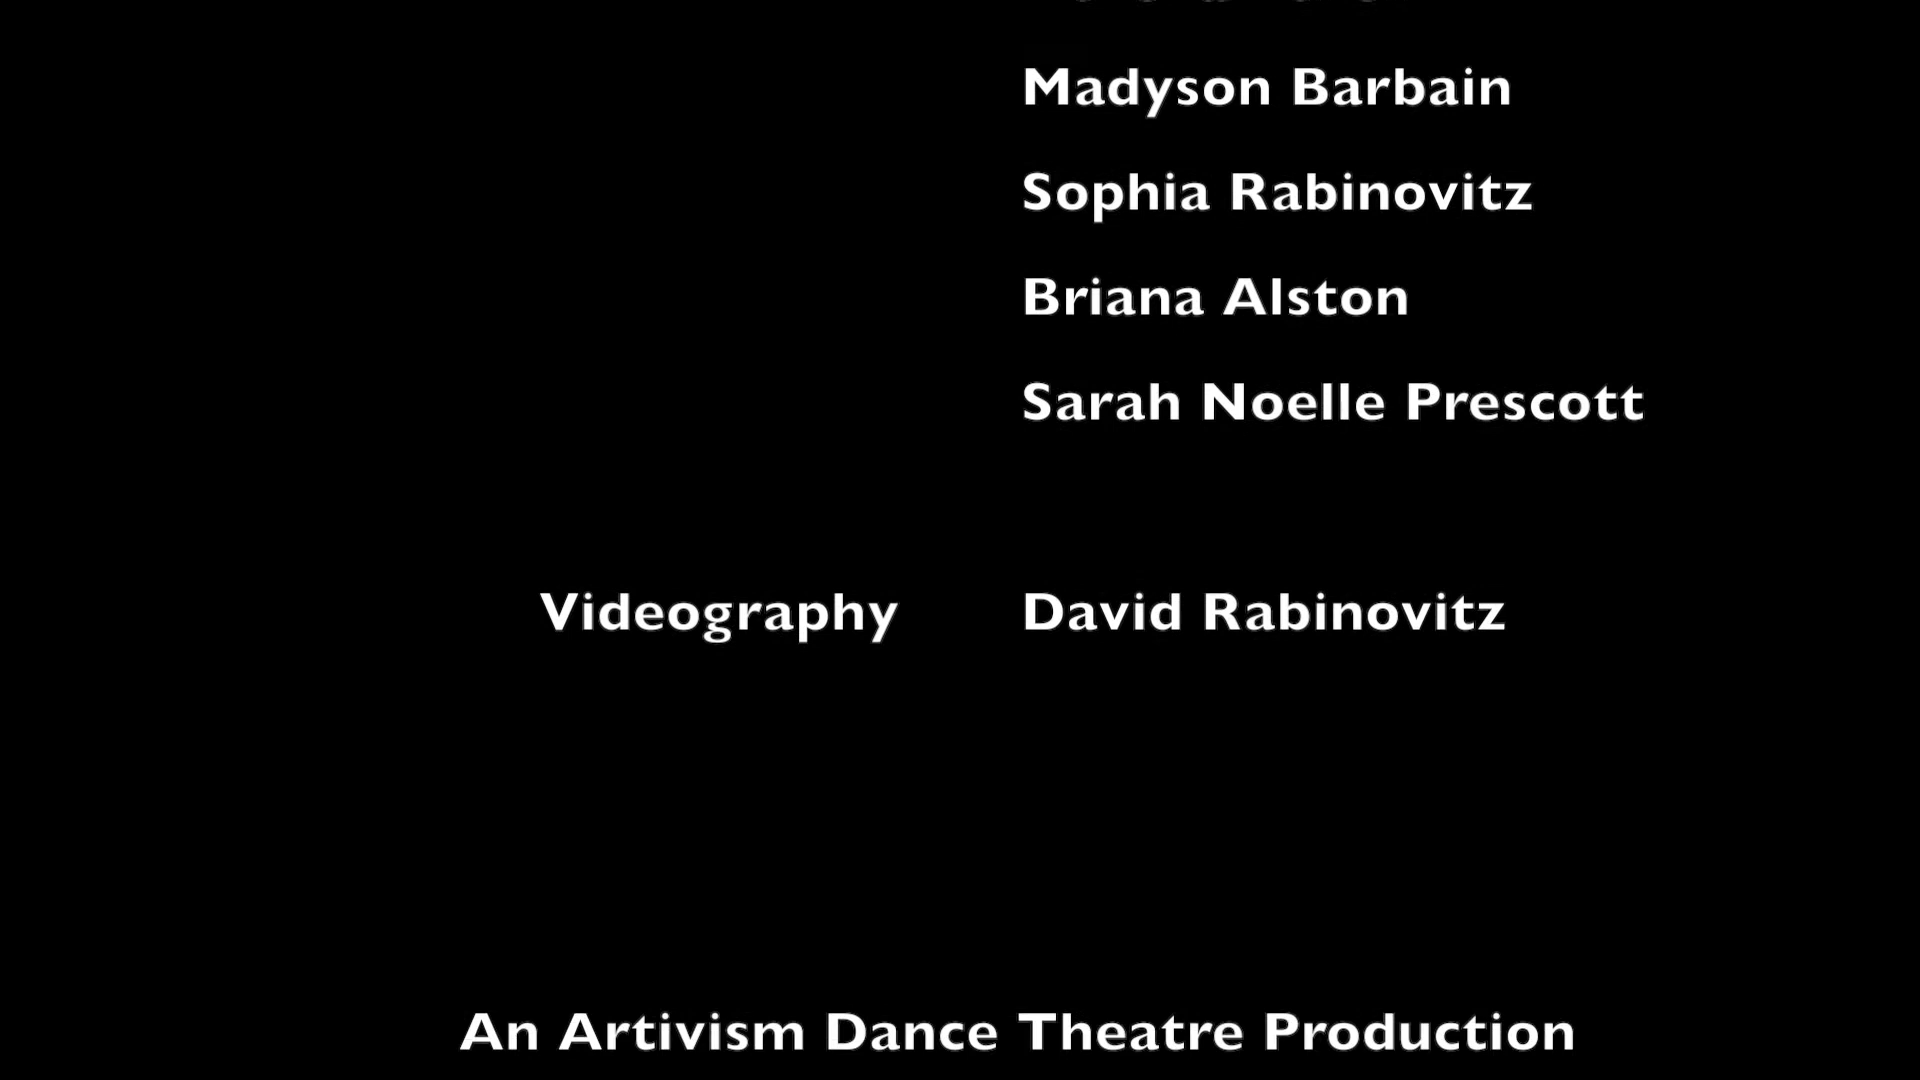 Madyson Barbain
Sophia Rabinovitz
Briana Alston
Sarah Noelle Prescott
Videography David Rabinovitz
An Artivism Dance Theatre Production